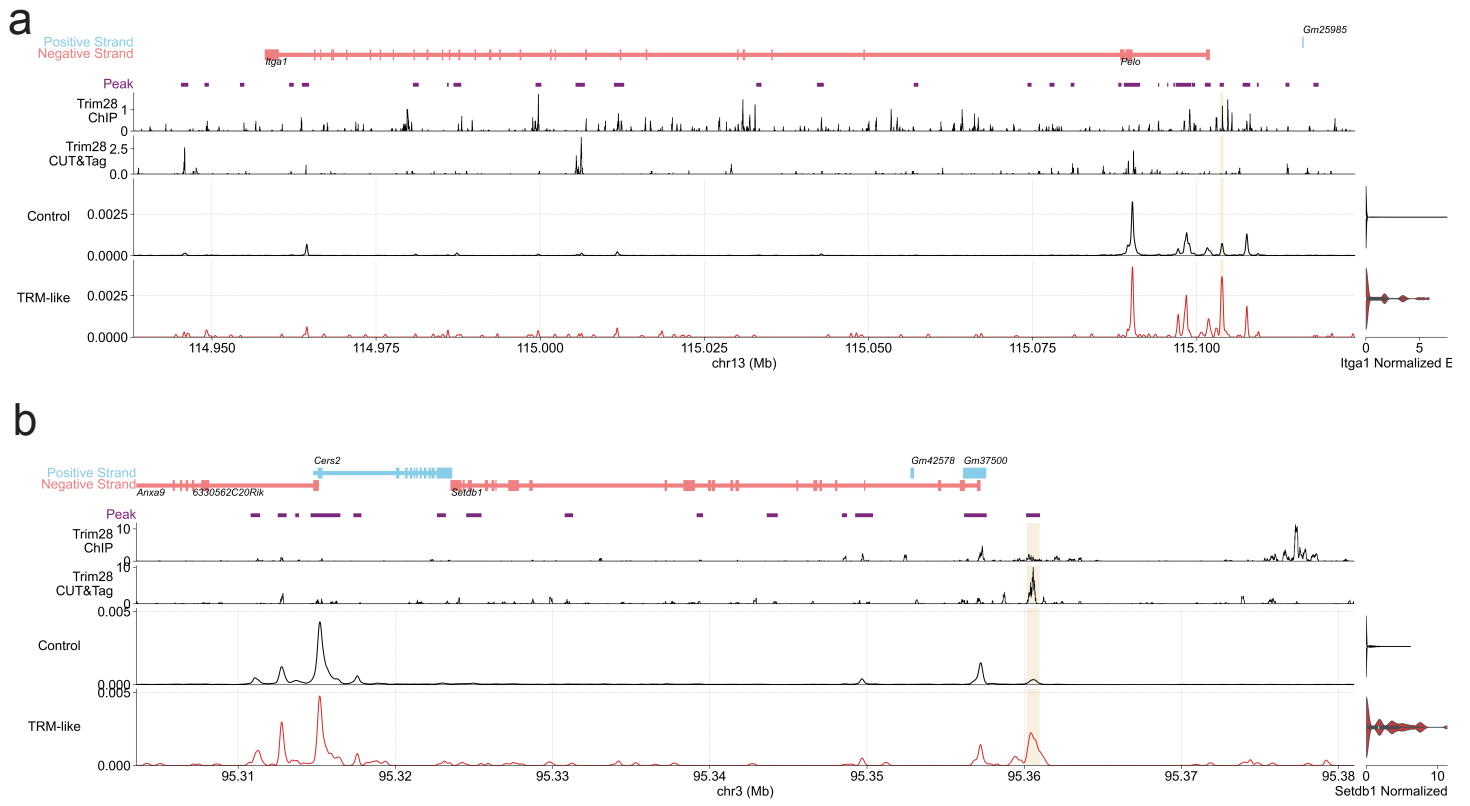 a
Gm25985
Positive Strand
Negative Strand
Itga1
Pelo
Peak
Trim28
ChIP
1
0
Trim28
CUT&Tag
2.5
0.0
Control
0.0025
0.0000
TRM-like
0.0025
0.0000
114.950
114.975
115.000
115.025
115.050
115.075
115.100
0
5
chr13 (Mb)
Itga1 Normalized E
b
Cers2
Gm42578
Gm37500
Positive Strand
Negative Strand
Anxa9
6330562C20Rik
Setdb1
Peak
Trim28
ChIP
10
0
Trim28
CUT&Tag
10
0
Control
0.005
0.000
TRM-like
0.005
0.000
95.31
95.32
95.33
95.34
95.35
95.36
95.37
95.38
0
10
chr3 (Mb)
Setdb1 Normalized